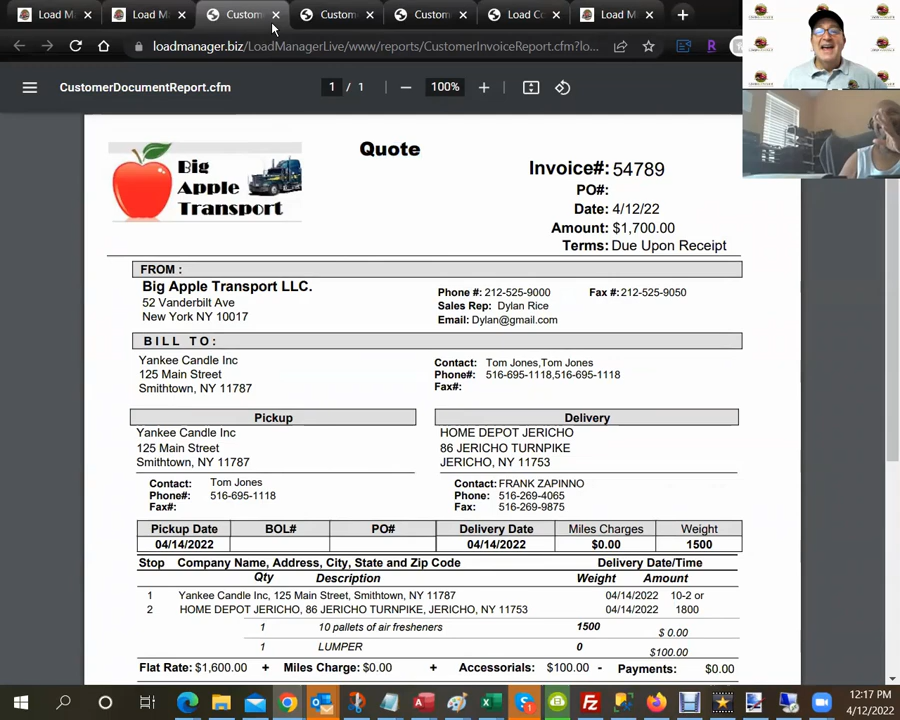 Load M
Load M
Custom
Custom
Custom
Load C
Load M
loadmanager.biz/LoadManagerLive/www/reports/CustomerInvoiceReport.cfm?lo...
CustomerDocumentReport.cfm
1 / 1
100%
Big Apple Transport
Quote
Invoice#: 54789
PO#:
Date: 4/12/22
Amount: $1,700.00
Terms: Due Upon Receipt
FROM :
Big Apple Transport LLC.
52 Vanderbilt Ave
New York NY 10017
Phone #: 212-525-9000 Fax #: 212-525-9050
Sales Rep: Dylan Rice
Email: Dylan@gmail.com
BILL TO:
Yankee Candle Inc
125 Main Street
Smithtown, NY 11787
Contact: Tom Jones,Tom Jones
Phone#: 516-695-1118,516-695-1118
Fax#:
Pickup
Yankee Candle Inc
125 Main Street
Smithtown, NY 11787
Contact: Tom Jones
Phone#: 516-695-1118
Fax#:
Delivery
HOME DEPOT JERICHO
86 JERICHO TURNPIKE
JERICHO, NY 11753
Contact: FRANK ZAPINNO
Phone: 516-269-4065
Fax: 516-269-9875
Pickup Date BOL# PO# Delivery Date Miles Charges Weight
04/14/2022 04/14/2022 $0.00 1500
Stop Company Name, Address, City, State and Zip Code Delivery Date/Time
Qty Description Weight Amount
1 Yankee Candle Inc, 125 Main Street, Smithtown, NY 11787 04/14/2022 10-2 or
2 HOME DEPOT JERICHO, 86 JERICHO TURNPIKE, JERICHO, NY 11753 04/14/2022 1800
1 10 pallets of air fresheners 1500 $ 0.00
1 LUMPER 0 $100.00
Flat Rate: $1,600.00 + Miles Charge: $0.00 + Accessorials: $100.00 - Payments: $0.00
12:17 PM
4/12/2022